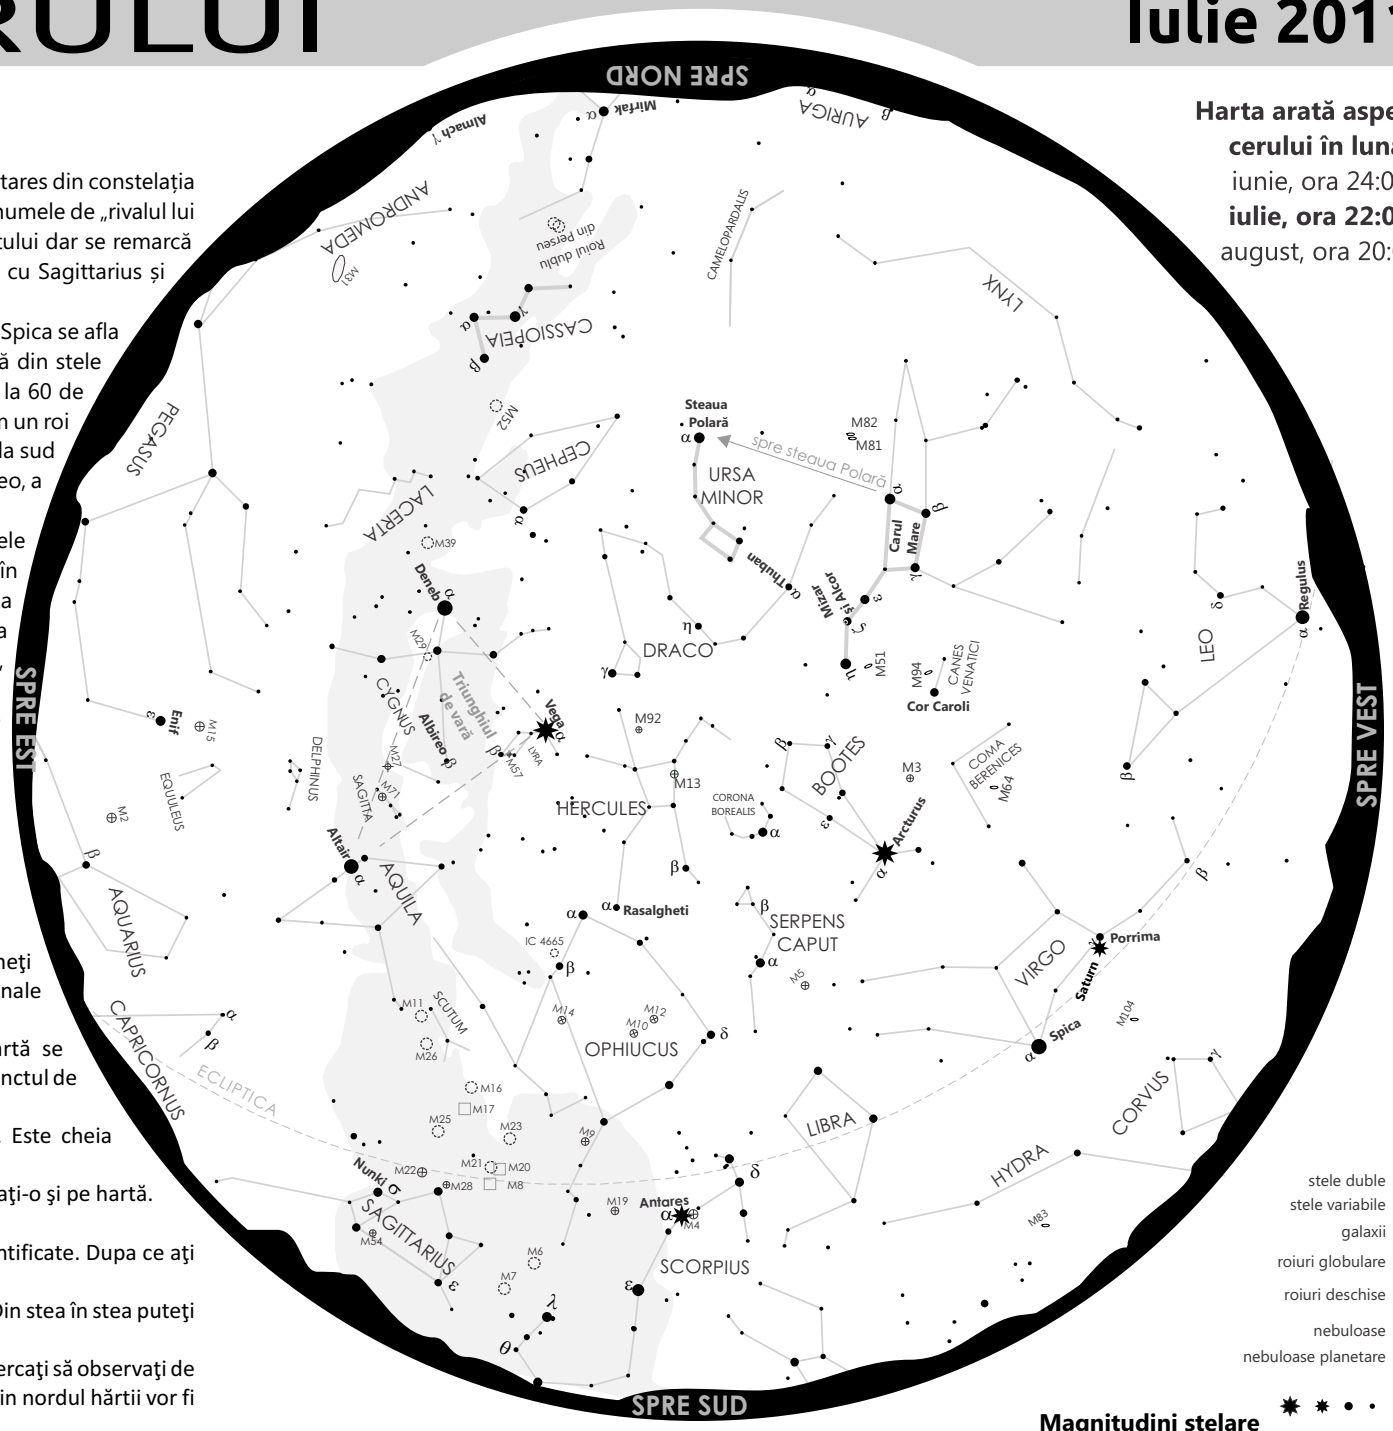 RULUI
Iulie 201
Harta arată aspe
cerului în luna
iunie, ora 24:0
iulie, ora 22:0
august, ora 20:
tares din constelația
numele de „rivalul lui
tului dar se remarcă
cu Sagittarius și
Spica se afla
ă din stele
la 60 de
n un roi
la sud
eo, a
ele
în
a
a
neți
nale
artă se
nctul de
. Este cheia
ați-o și pe hartă.
ntificate. Dupa ce ați
Din stea în stea puteți
ercați să observați de
in nordul hărtii vor fi
SPRE NORD
Mirfak α
Almach γ
α AURIGA β
ANDROMEDA
M31
Roiul dublu
din Perseu
CAMELOPARDALIS
LYNX
α γ
CASSIOPEIA
β
M52
PEGASUS
CEPHEUS
α
LACERTA
M39
Steaua
Polară
α
URSA
MINOR
spre steaua Polară
M82
M81
α β
Carul
Mare
γ
ε
Mizar
și Alcor
ζ
η
Thuban α
η
DRACO
γ
M51
M94
CANES
VENATICI
Cor Caroli
LEO
δ
β
Regulus
α
Deneb
α
M29
CYGNUS
Triunghiul
de vară
Albireo
β
Vega
α
β
M57
LYRA
M27
SAGITTA
M71
DELPHINUS
Enif
ε
M15
EQUULEUS
M2
SPRE EST
SPRE VEST
M92
M13
HERCULES
β
CORONA
BOREALIS
α
β γ
BOOTES
ε
Arcturus
α
M3
COMA
BERENICES
M64
Altair
α
AQUILA
β
AQUARIUS
α Rasalgheti
α
IC 4665
β
SERPENS
CAPUT
β
α
M5
VIRGO
γ
Porrima
Saturn
β
Spica
α
M104
CAPRICORNUS
α
β
ECLIPTICA
M11
SCUTUM
M26
M14
M12
M10
OPHIUCUS
δ
M16
M17
M25
M23
M9
LIBRA
CORVUS
γ
HYDRA
M83
Nunki σ
M22
M21
M20
M28
M8
SAGITTARIUS
M54
ε
M19
Antares
α
M4
δ
SCORPIUS
ε
M6
M7
λ
θ
SPRE SUD
stele duble
stele variabile
galaxii
roiuri globulare
roiuri deschise
nebuloase
nebuloase planetare
Magnitudini stelare